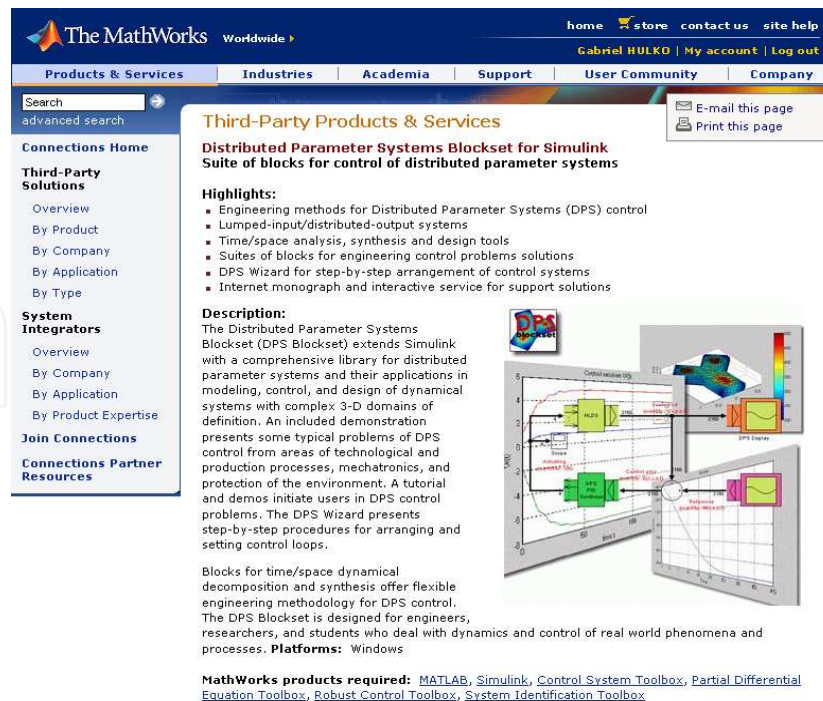 The MathWorks Worldwide
home store contact us site help
Gabriel HULKO | My account | Log out
Products & Services | Industries | Academia | Support | User Community | Company
Search
advanced search
E-mail this page
Print this page
Connections Home
Third-Party
Solutions
Overview
By Product
By Company
By Application
By Type
System
Integrators
Overview
By Company
By Application
By Product Expertise
Join Connections
Connections Partner
Resources
Third-Party Products & Services
Distributed Parameter Systems Blockset for Simulink
Suite of blocks for control of distributed parameter systems
Highlights:
Engineering methods for Distributed Parameter Systems (DPS) control
Lumped-input/distributed-output systems
Time/space analysis, synthesis and design tools
Suites of blocks for engineering control problems solutions
DPS Wizard for step-by-step arrangement of control systems
Internet monograph and interactive service for support solutions
Description:
The Distributed Parameter Systems
Blockset (DPS Blockset) extends Simulink
with a comprehensive library for distributed
parameter systems and their applications in
modeling, control, and design of dynamical
systems with complex 3-D domains of
definition. An included demonstration
presents some typical problems of DPS
control from areas of technological and
production processes, mechatronics, and
protection of the environment. A tutorial
and demos initiate users in DPS control
problems. The DPS Wizard presents
step-by-step procedures for arranging and
setting control loops.
Blocks for time/space dynamical
decomposition and synthesis offer flexible
engineering methodology for DPS control.
The DPS Blockset is designed for engineers,
researchers, and students who deal with dynamics and control of real world phenomena and
processes. Platforms: Windows
MathWorks products required: MATLAB, Simulink, Control System Toolbox, Partial Differential
Equation Toolbox, Robust Control Toolbox, System Identification Toolbox
DPS
blockset
HLDS
Scope
DPS Display
DPS
PID